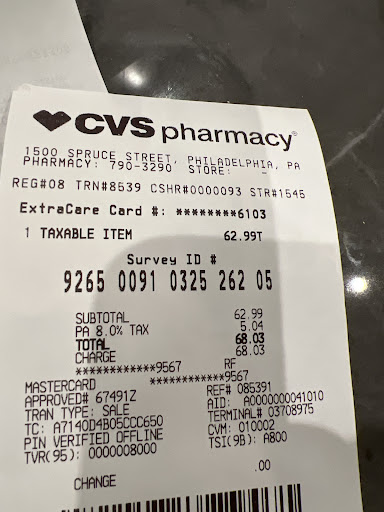 CVS pharmacy®
1500 SPRUCE STREET, PHILADELPHIA, PA
PHARMACY: 790-3290 STORE: -
REG#08 TRN#8539 CSHR#0000093 STR#1545
ExtraCare Card #: ********6103
1 TAXABLE ITEM 62.99T
Survey ID #
9265 0091 0325 262 05
SUBTOTAL 62.99
PA 8.0% TAX 5.04
TOTAL 68.03
CHARGE 68.03
************9567 RF
MASTERCARD ************9567
APPROVED# 67491Z REF# 085391
TRAN TYPE: SALE AID: A0000000041010
TC: A7140D4B05CCC650 TERMINAL# 03708975
PIN VERIFIED OFFLINE CVM: 010002
TVR(95): 0000008000 TSI(9B): A800
CHANGE .00